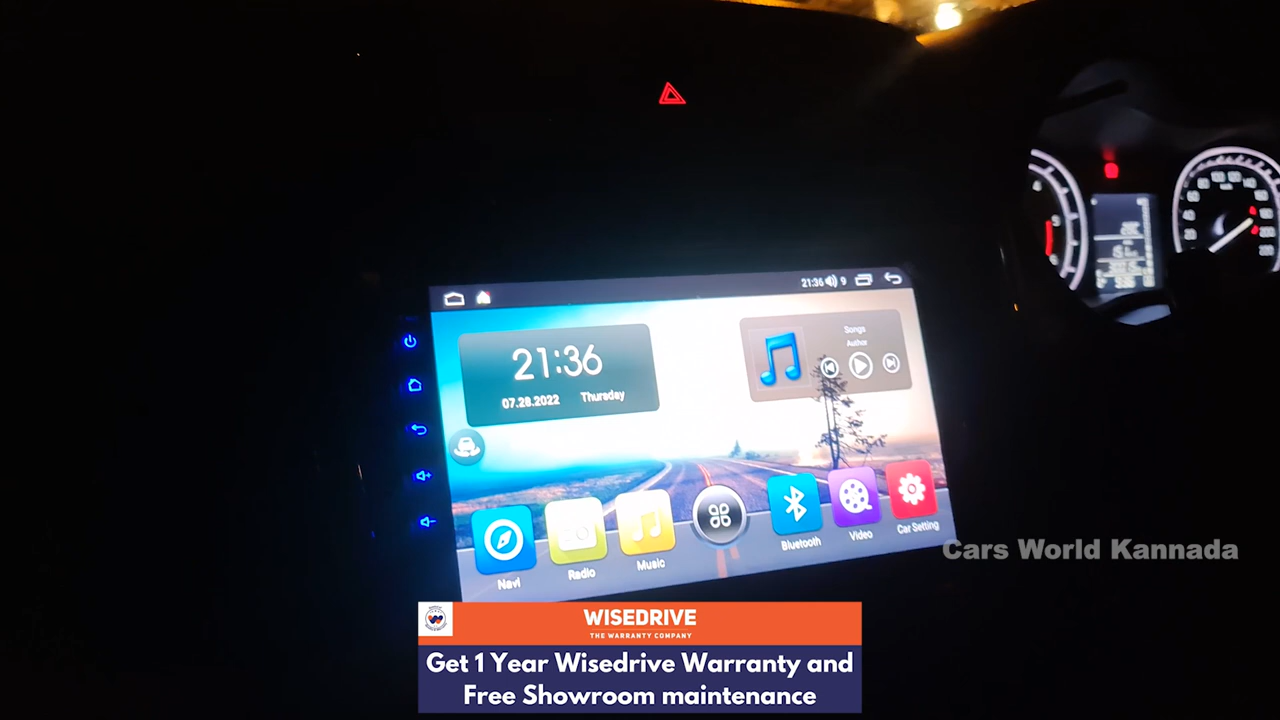 21:36 9
21:36
07.28.2022 Thursday
Songs
Author
Navi
Radio
Music
Bluetooth
Video
Car Setting
Cars World Kannada
WISEDRIVE
THE WARRANTY COMPANY
Get 1 Year Wisedrive Warranty and
Free Showroom maintenance